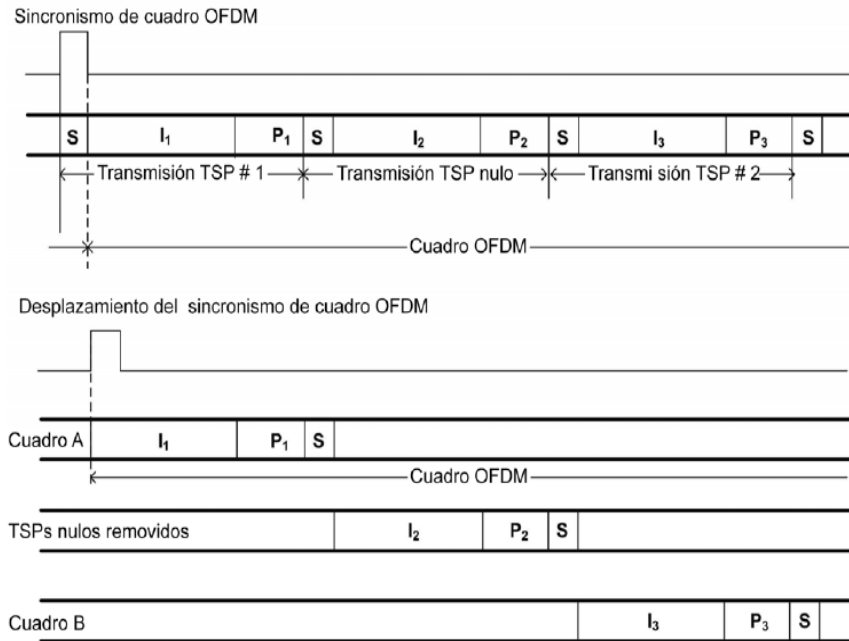 Sincronismo de cuadro OFDM
S I₁ P₁ S I₂ P₂ S I₃ P₃ S
Transmisión TSP # 1 Transmisión TSP nulo Transmi sión TSP # 2
Cuadro OFDM
Desplazamiento del sincronismo de cuadro OFDM
Cuadro A I₁ P₁ S
Cuadro OFDM
TSPs nulos removidos I₂ P₂ S
Cuadro B I₃ P₃ S